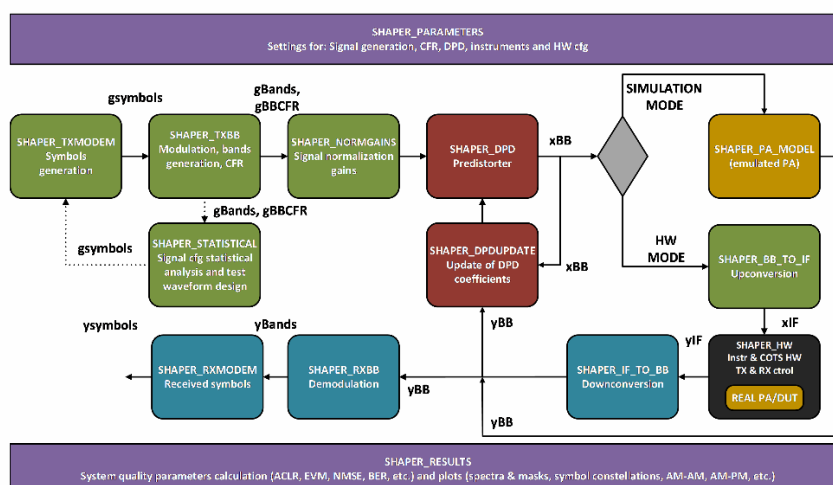 SHAPER_PARAMETERS
Settings for: Signal generation, CFR, DPD, instruments and HW cfg
gsymbols
gBands,
gBBCFR
SIMULATION
MODE
SHAPER_TXMODEM
Symbols
generation
SHAPER_TXBB
Modulation, bands
generation, CFR
SHAPER_NORMGAINS
Signal normalization
gains
SHAPER_DPD
Predistorter
xBB
SHAPER_PA_MODEL
(emulated PA)
gBands, gBBCFR
gsymbols
SHAPER_STATISTICAL
Signal cfg statistical
analysis and test
waveform design
SHAPER_DPDUPDATE
Update of DPD
coefficients
xBB
HW
MODE
SHAPER_BB_TO_IF
Upconversion
ysymbols
yBands
yBB
xIF
yIF
SHAPER_RXMODEM
Received symbols
SHAPER_RXBB
Demodulation
yBB
SHAPER_IF_TO_BB
Downconversion
SHAPER_HW
Instr & COTS HW
TX & RX ctrol
REAL PA/DUT
yBB
SHAPER_RESULTS
System quality parameters calculation (ACLR, EVM, NMSE, BER, etc.) and plots (spectra & masks, symbol constellations, AM-AM, AM-PM, etc.)